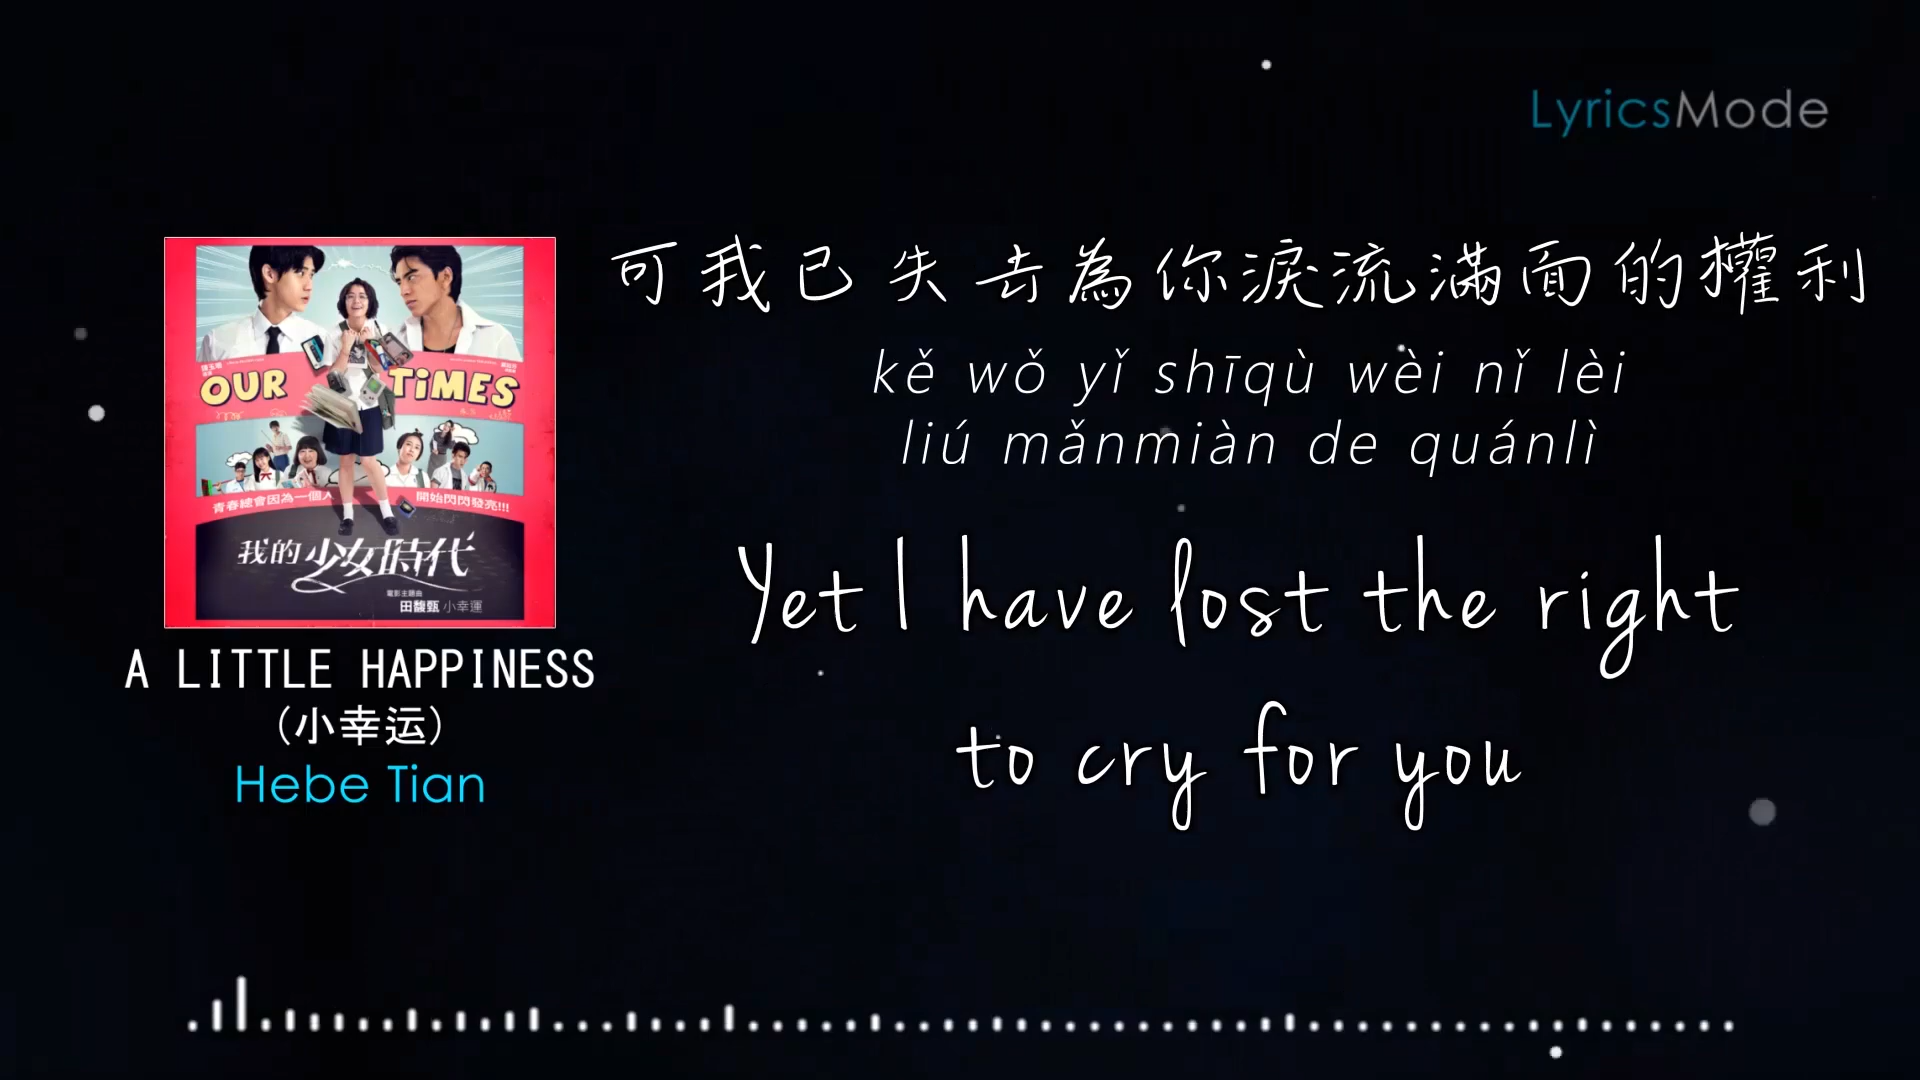 LyricsMode
可我已失去為你淚流滿面的權利
kě wǒ yǐ shīqù wèi nǐ lèi
liú mǎnmiàn de quánlì
Yet I have lost the right
to cry for you
OUR TIMES
青春總會因為一個人 開始閃閃發亮!!!
我的少女時代
電影主題曲
田馥甄 小幸運
A LITTLE HAPPINESS
(小幸运)
Hebe Tian